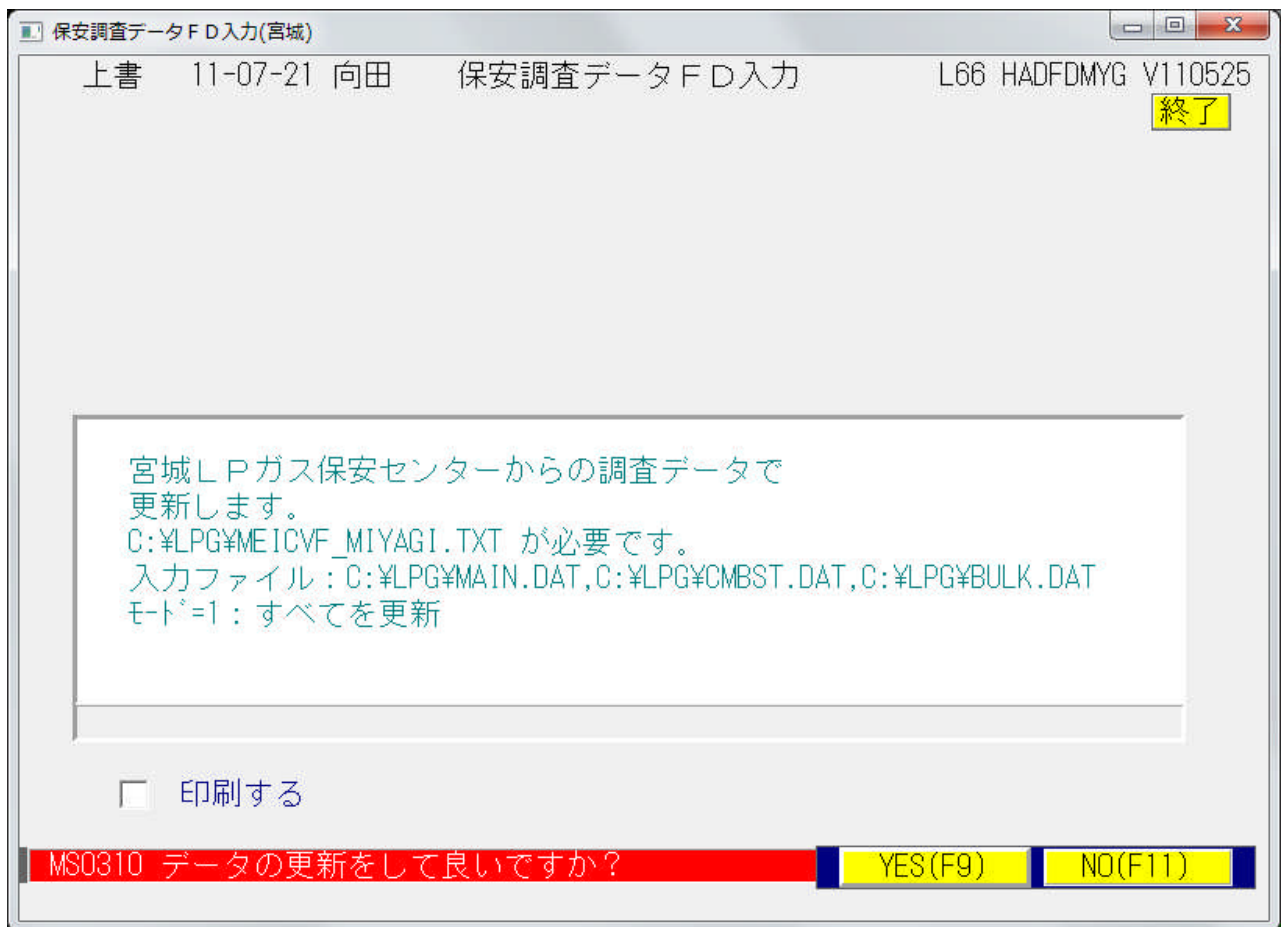 保安調査データＦＤ入力(宮城)
上書 11-07-21 向田 保安調査データＦＤ入力 L66 HADFDMYG V110525
終了
宮城ＬＰガス保安センターからの調査データで
更新します。
C:¥LPG¥MEICVF_MIYAGI.TXT が必要です。
入力ファイル：C:¥LPG¥MAIN.DAT,C:¥LPG¥CMBST.DAT,C:¥LPG¥BULK.DAT
ﾓｰﾄﾞ=1：すべてを更新
印刷する
MS0310 データの更新をして良いですか？ YES(F9) NO(F11)